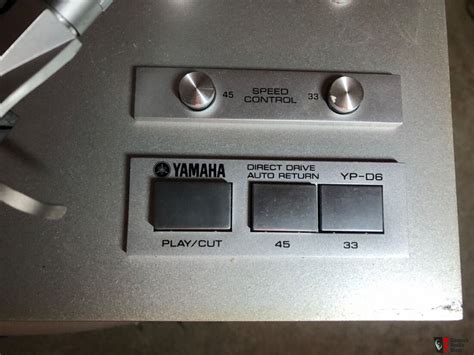 45 SPEED CONTROL 33
YAMAHA DIRECT DRIVE AUTO RETURN YP-D6
PLAY/CUT 45 33